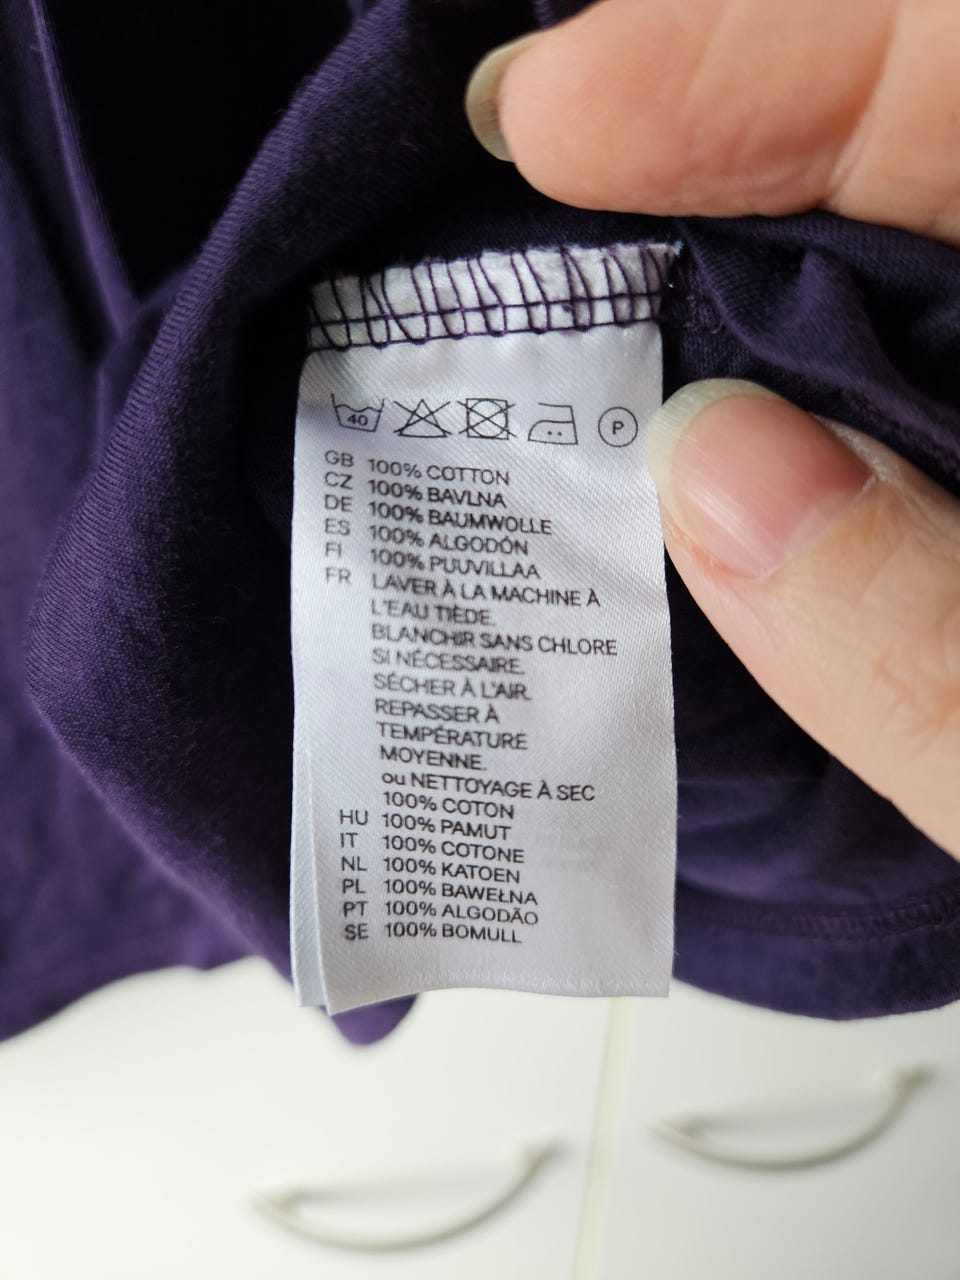 40 P
GB 100% COTTON
CZ 100% BAVLNA
DE 100% BAUMWOLLE
ES 100% ALGODÓN
FI 100% PUUVILLAA
FR LAVER À LA MACHINE À
L'EAU TIÈDE.
BLANCHIR SANS CHLORE
SI NÉCESSAIRE.
SÉCHER À L'AIR.
REPASSER À
TEMPÉRATURE
MOYENNE.
ou NETTOYAGE À SEC
100% COTON
HU 100% PAMUT
IT 100% COTONE
NL 100% KATOEN
PL 100% BAWEŁNA
PT 100% ALGODÃO
SE 100% BOMULL